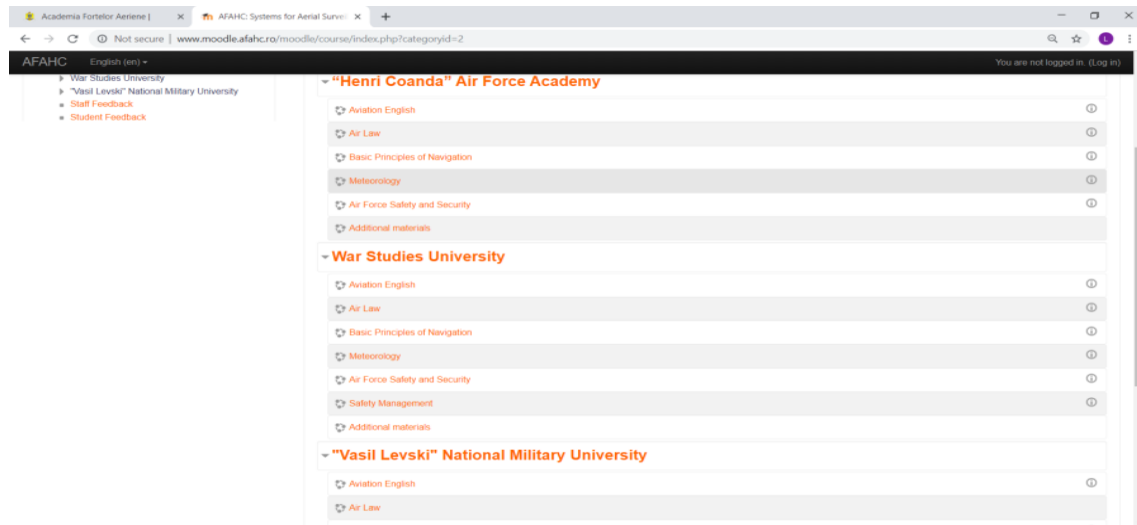 Academia Fortelor Aeriene |
AFAHC: Systems for Aerial Survei
Not secure | www.moodle.afahc.ro/moodle/course/index.php?categoryid=2
L
AFAHC English (en)
You are not logged in. (Log in)
War Studies University
"Vasil Levski" National Military University
Staff Feedback
Student Feedback
“Henri Coanda” Air Force Academy
Aviation English
Air Law
Basic Principles of Navigation
Meteorology
Air Force Safety and Security
Additional materials
War Studies University
Aviation English
Air Law
Basic Principles of Navigation
Meteorology
Air Force Safety and Security
Safety Management
Additional materials
"Vasil Levski" National Military University
Aviation English
Air Law